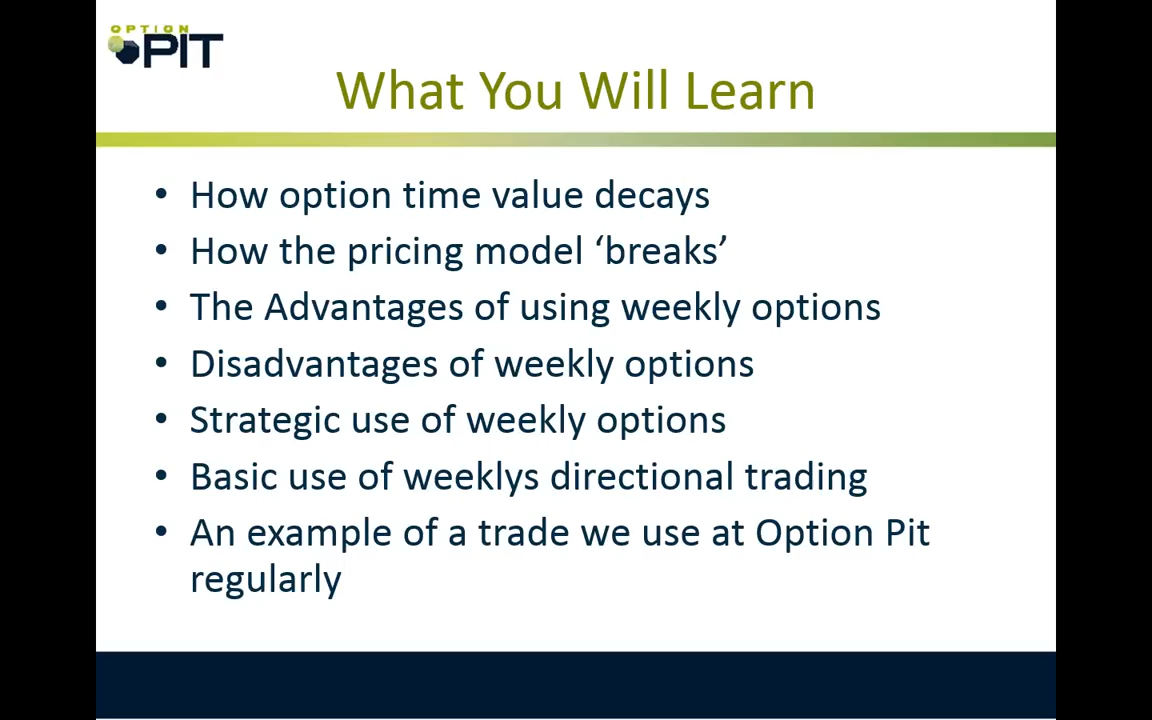 OPTION
PIT
What You Will Learn
• How option time value decays
• How the pricing model ‘breaks’
• The Advantages of using weekly options
• Disadvantages of weekly options
• Strategic use of weekly options
• Basic use of weeklys directional trading
• An example of a trade we use at Option Pit
regularly